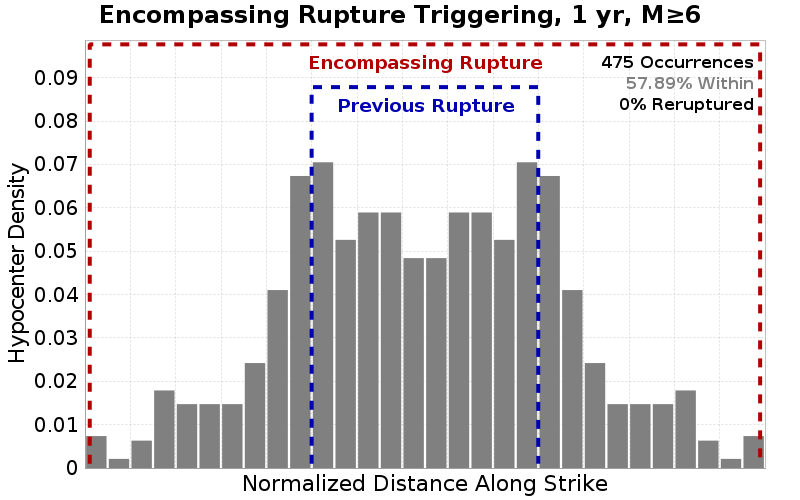 Encompassing Rupture Triggering, 1 yr, M≥6
Encompassing Rupture
475 Occurrences
57.89% Within
0% Reruptured
Previous Rupture
0.09
0.08
0.07
0.06
0.05
0.04
0.03
0.02
0.01
0
Hypocenter Density
Normalized Distance Along Strike